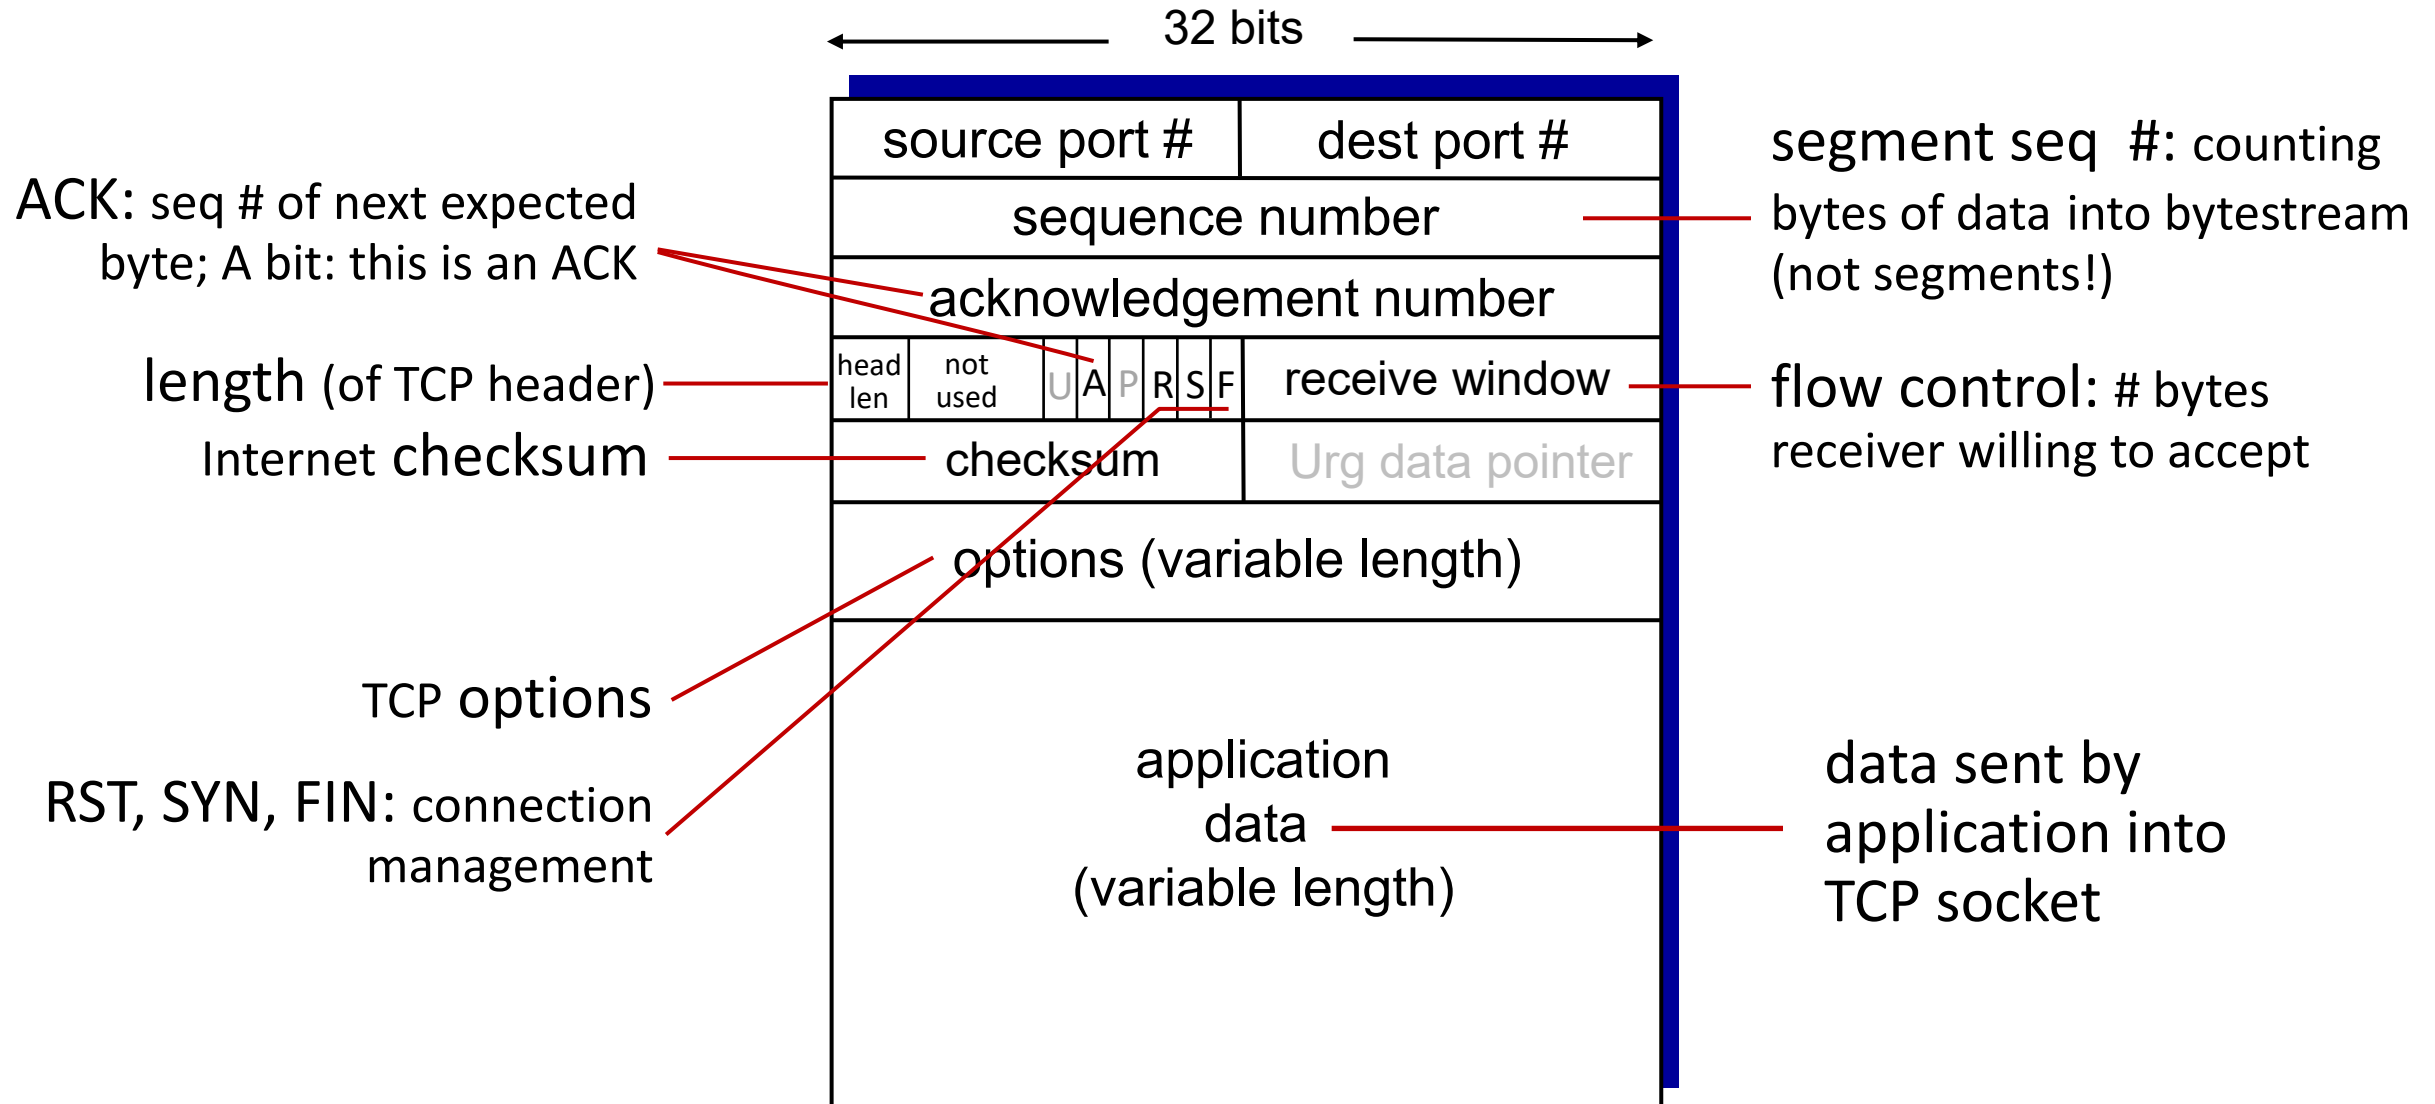 32 bits
source port #
dest port #
sequence number
acknowledgement number
head
len
not
used
U
A
P
R
S
F
receive window
checksum
Urg data pointer
options (variable length)
application
data
(variable length)
ACK: seq # of next expected
byte; A bit: this is an ACK
length (of TCP header)
Internet checksum
TCP options
RST, SYN, FIN: connection
management
segment seq #: counting
bytes of data into bytestream
(not segments!)
flow control: # bytes
receiver willing to accept
data sent by
application into
TCP socket